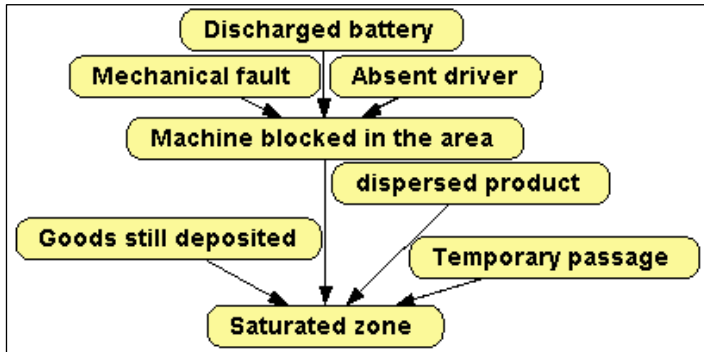 Discharged battery
Mechanical fault
Absent driver
Machine blocked in the area
dispersed product
Goods still deposited
Temporary passage
Saturated zone